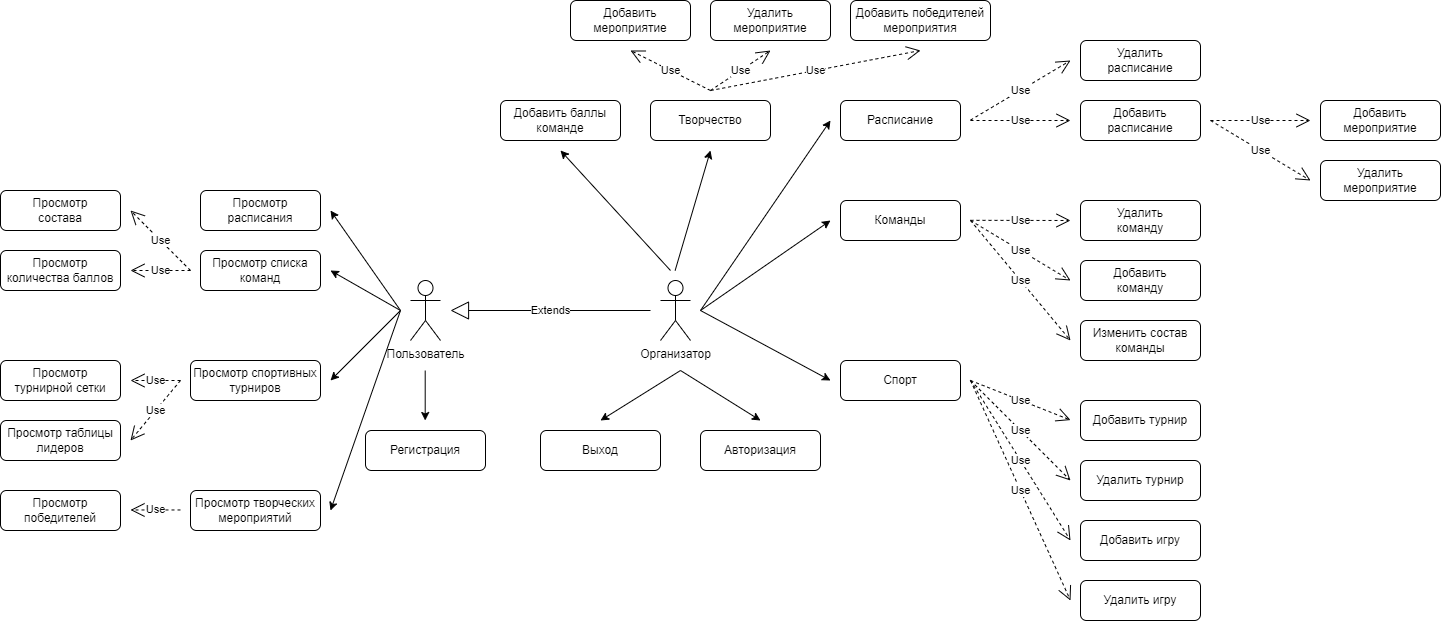 Добавить
мероприятие
Удалить
мероприятие
Добавить победителей
мероприятия
Use
Use
Use
Добавить баллы
команде
Творчество
Расписание
Use
Use
Удалить
расписание
Добавить
расписание
Use
Use
Добавить
мероприятие
Удалить
мероприятие
Просмотр
состава
Просмотр
количества баллов
Use
Use
Просмотр
расписания
Просмотр списка
команд
Просмотр
турнирной сетки
Просмотр таблицы
лидеров
Use
Use
Просмотр спортивных
турниров
Просмотр
победителей
Use
Просмотр творческих
мероприятий
Пользователь
Extends
Организатор
Регистрация
Выход
Авторизация
Команды
Use
Use
Use
Удалить
команду
Добавить
команду
Изменить состав
команды
Спорт
Use
Use
Use
Use
Добавить турнир
Удалить турнир
Добавить игру
Удалить игру